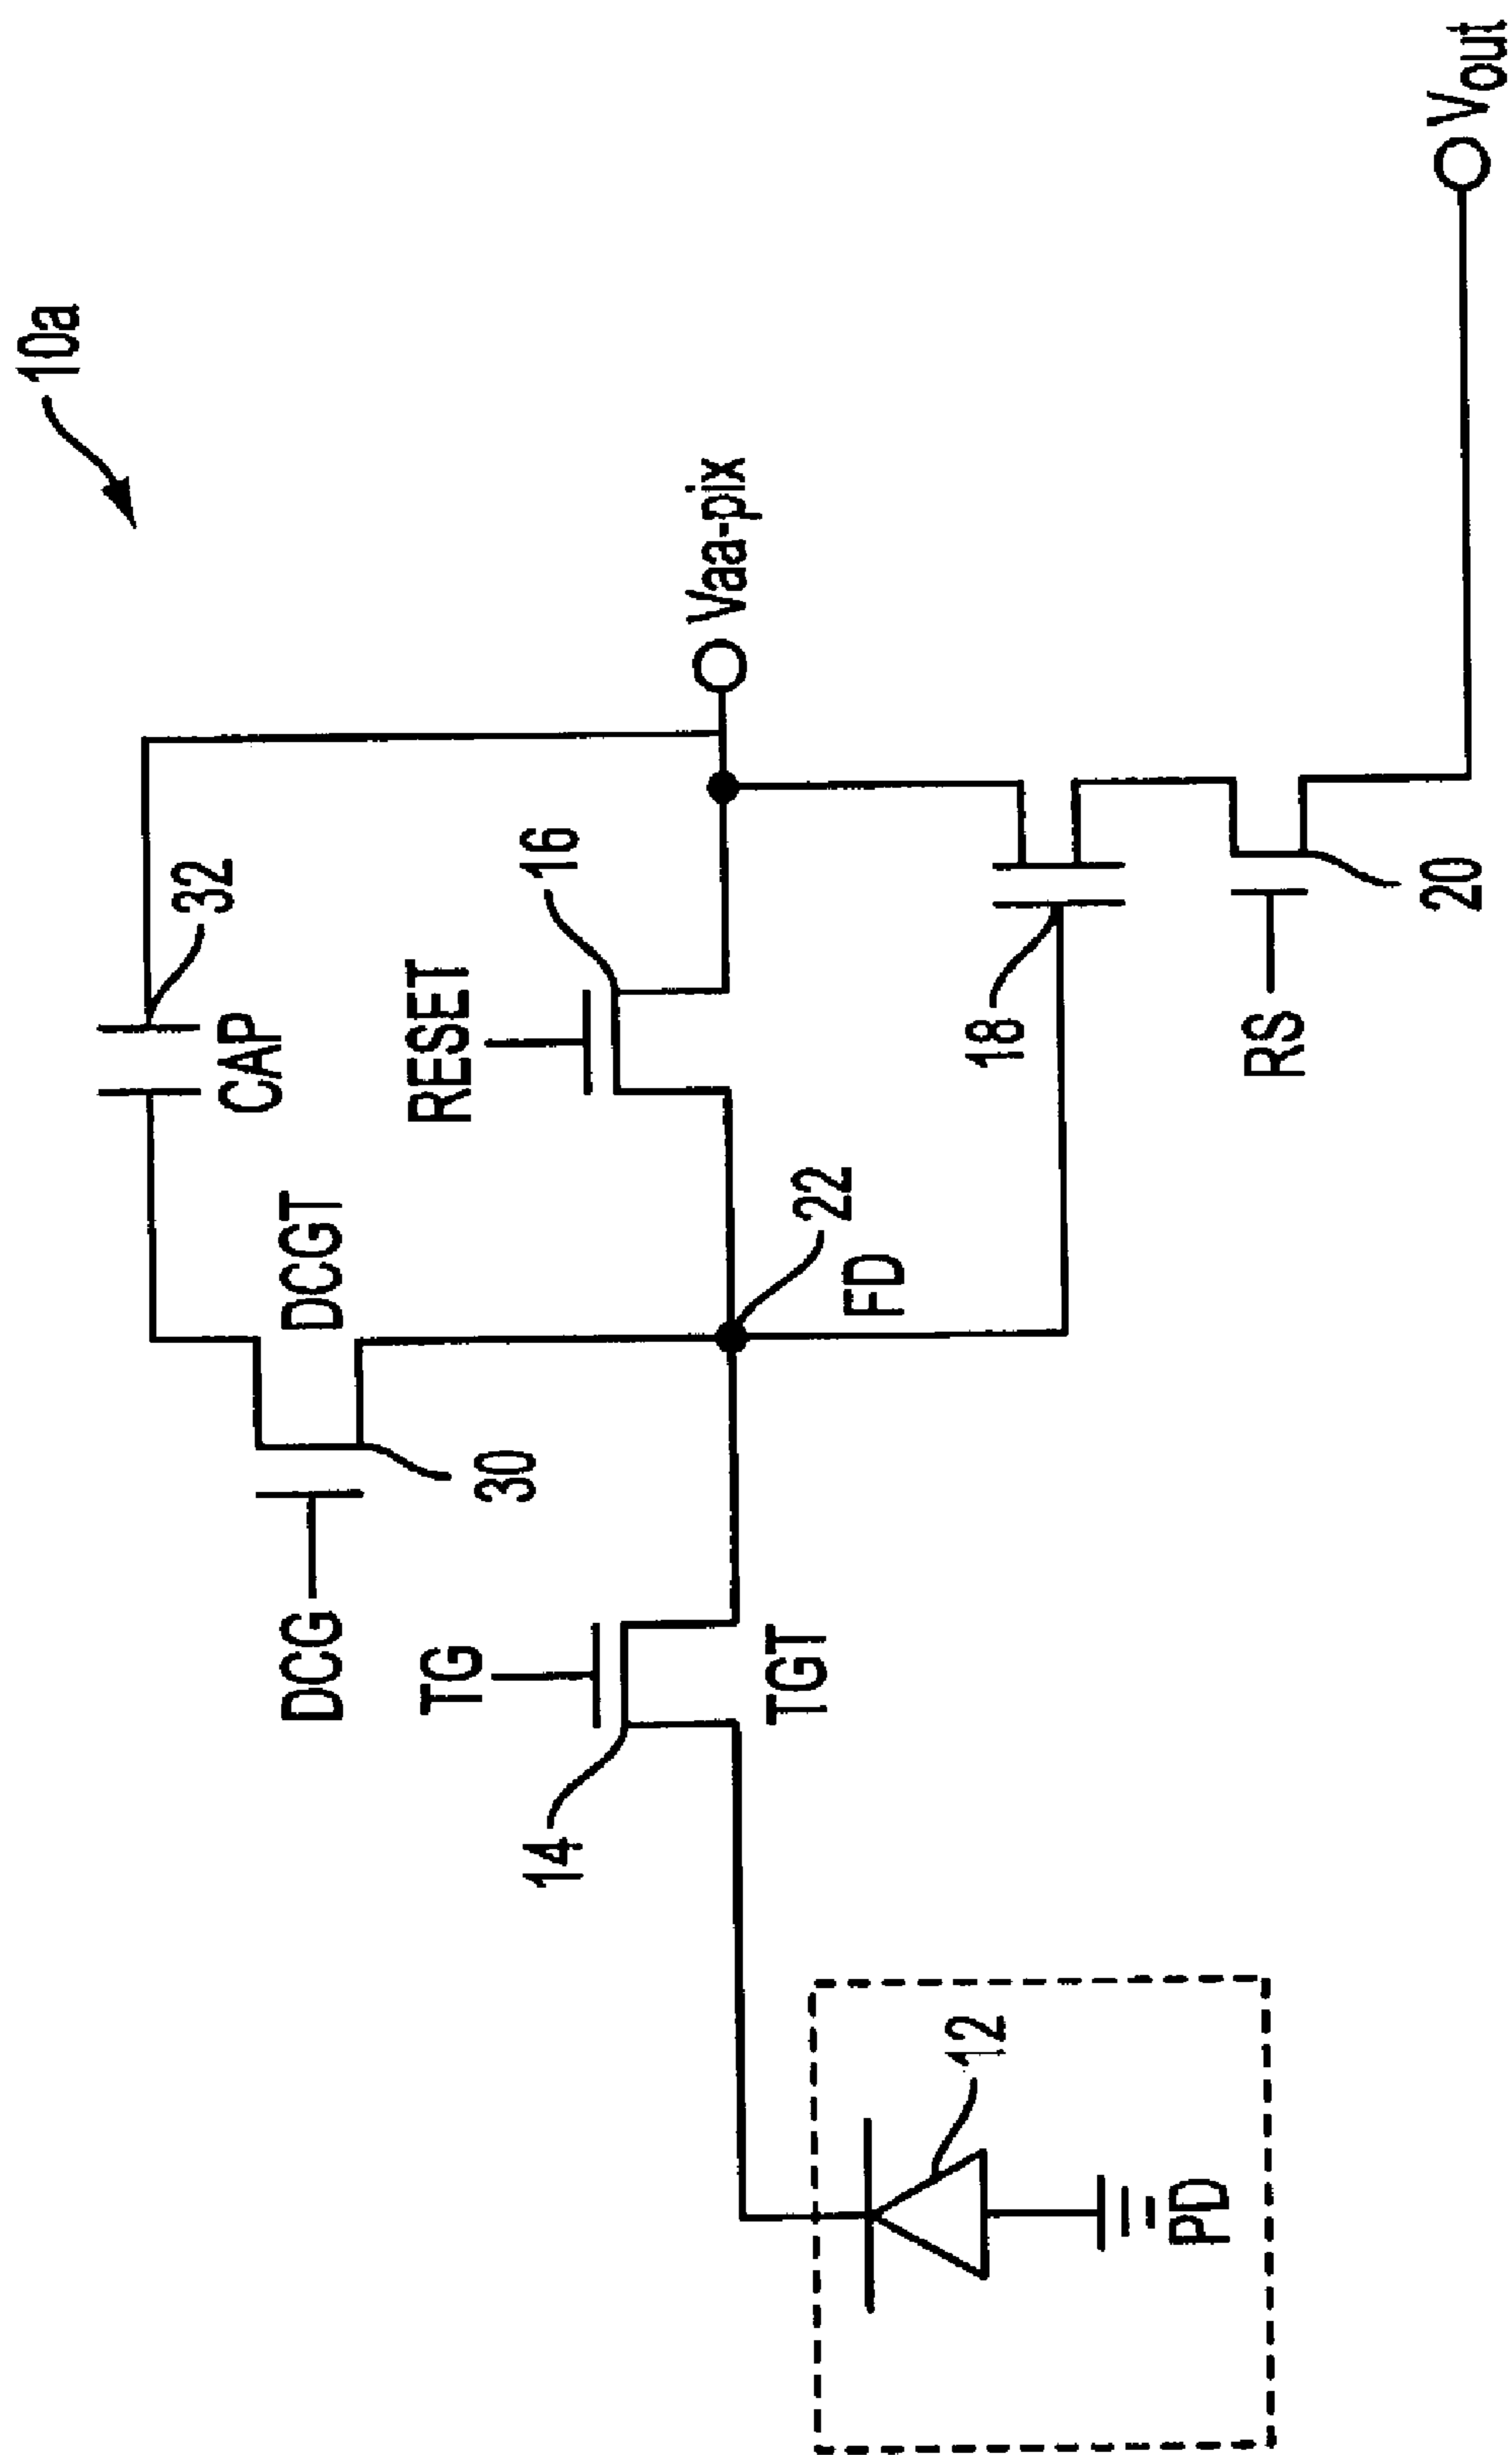 10a
Vaa-pix
Vout
32
CAP
16
RESET
DCGT
22
FD
18
RS
20
30
DCG
TG
TGT
14
12
PD